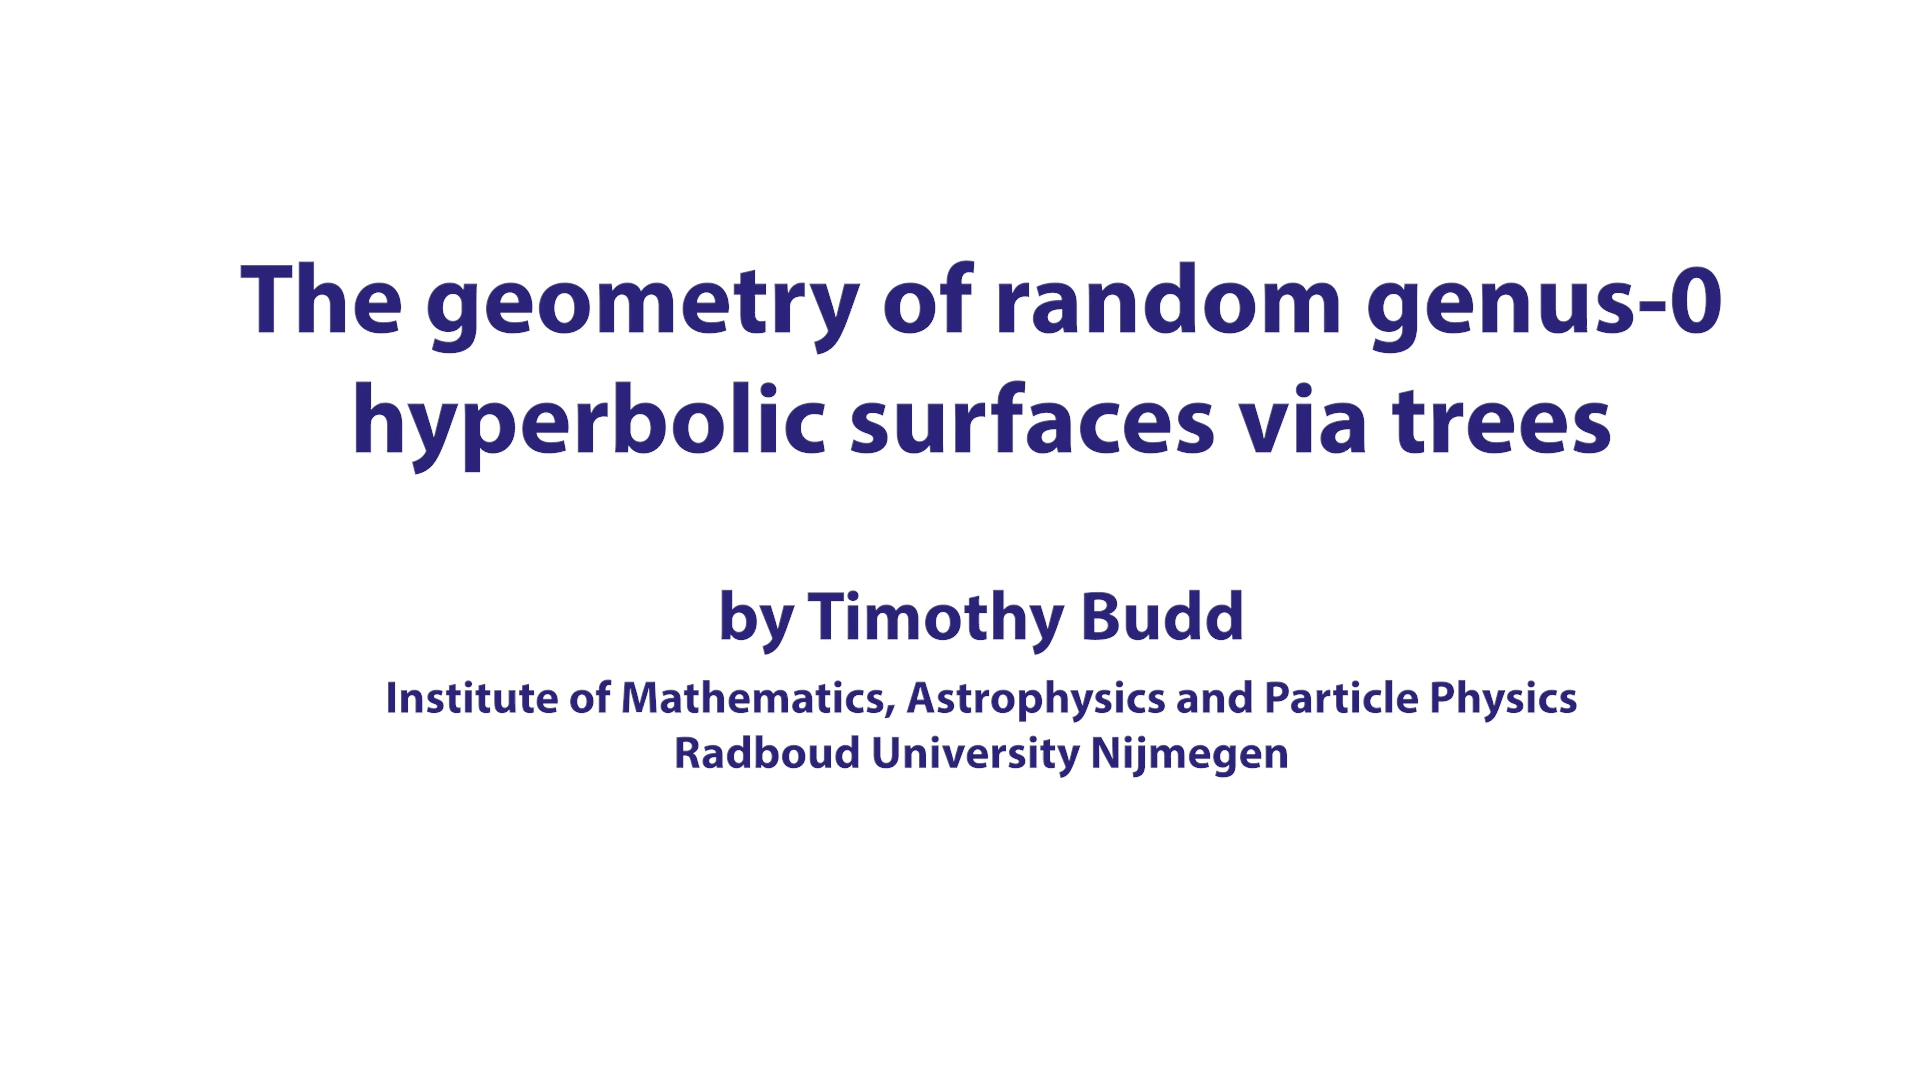 The geometry of random genus-0
hyperbolic surfaces via trees
by Timothy Budd
Institute of Mathematics, Astrophysics and Particle Physics
Radboud University Nijmegen